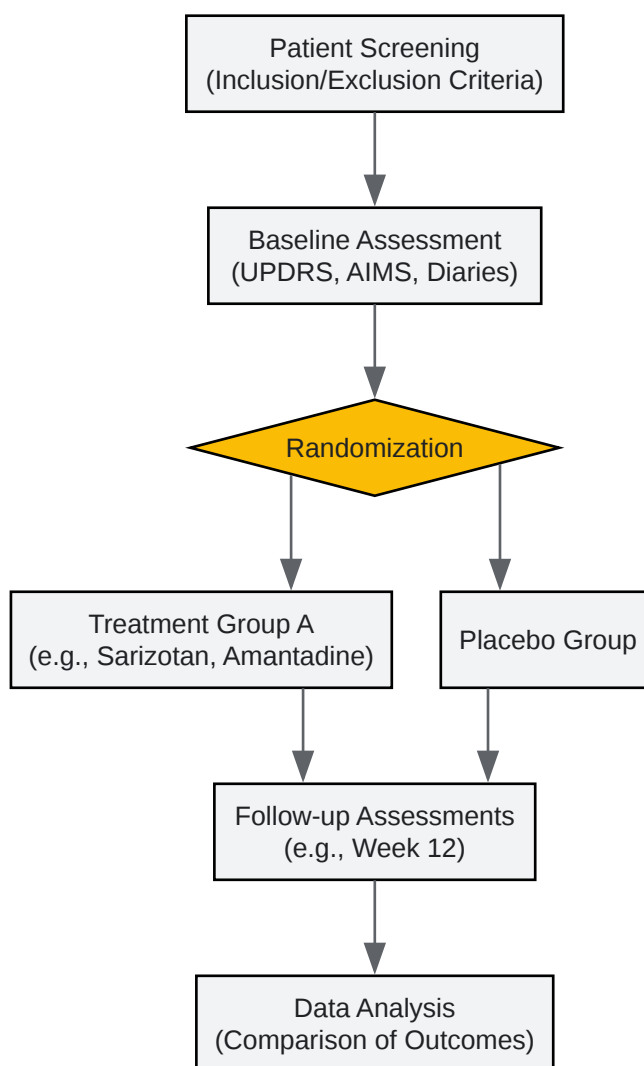 Patient Screening
(Inclusion/Exclusion Criteria)
Baseline Assessment
(UPDRS, AIMS, Diaries)
Randomization
Treatment Group A
(e.g., Sarizotan, Amantadine)
Placebo Group
Follow-up Assessments
(e.g., Week 12)
Data Analysis
(Comparison of Outcomes)